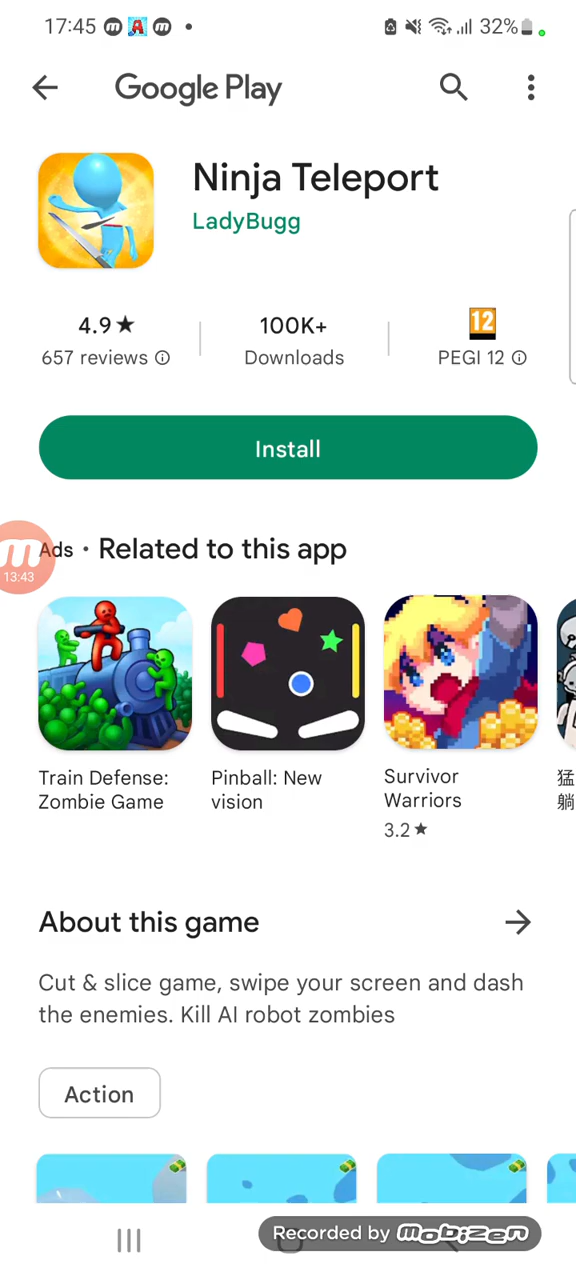 17:45
32%
Google Play
Ninja Teleport
LadyBugg
4.9★
657 reviews
100K+
Downloads
12
PEGI 12
Install
13:43
Ads • Related to this app
Train Defense:
Zombie Game
Pinball: New
vision
Survivor
Warriors
3.2★
猛
躺
About this game
Cut & slice game, swipe your screen and dash
the enemies. Kill AI robot zombies
Action
Recorded by mobizen